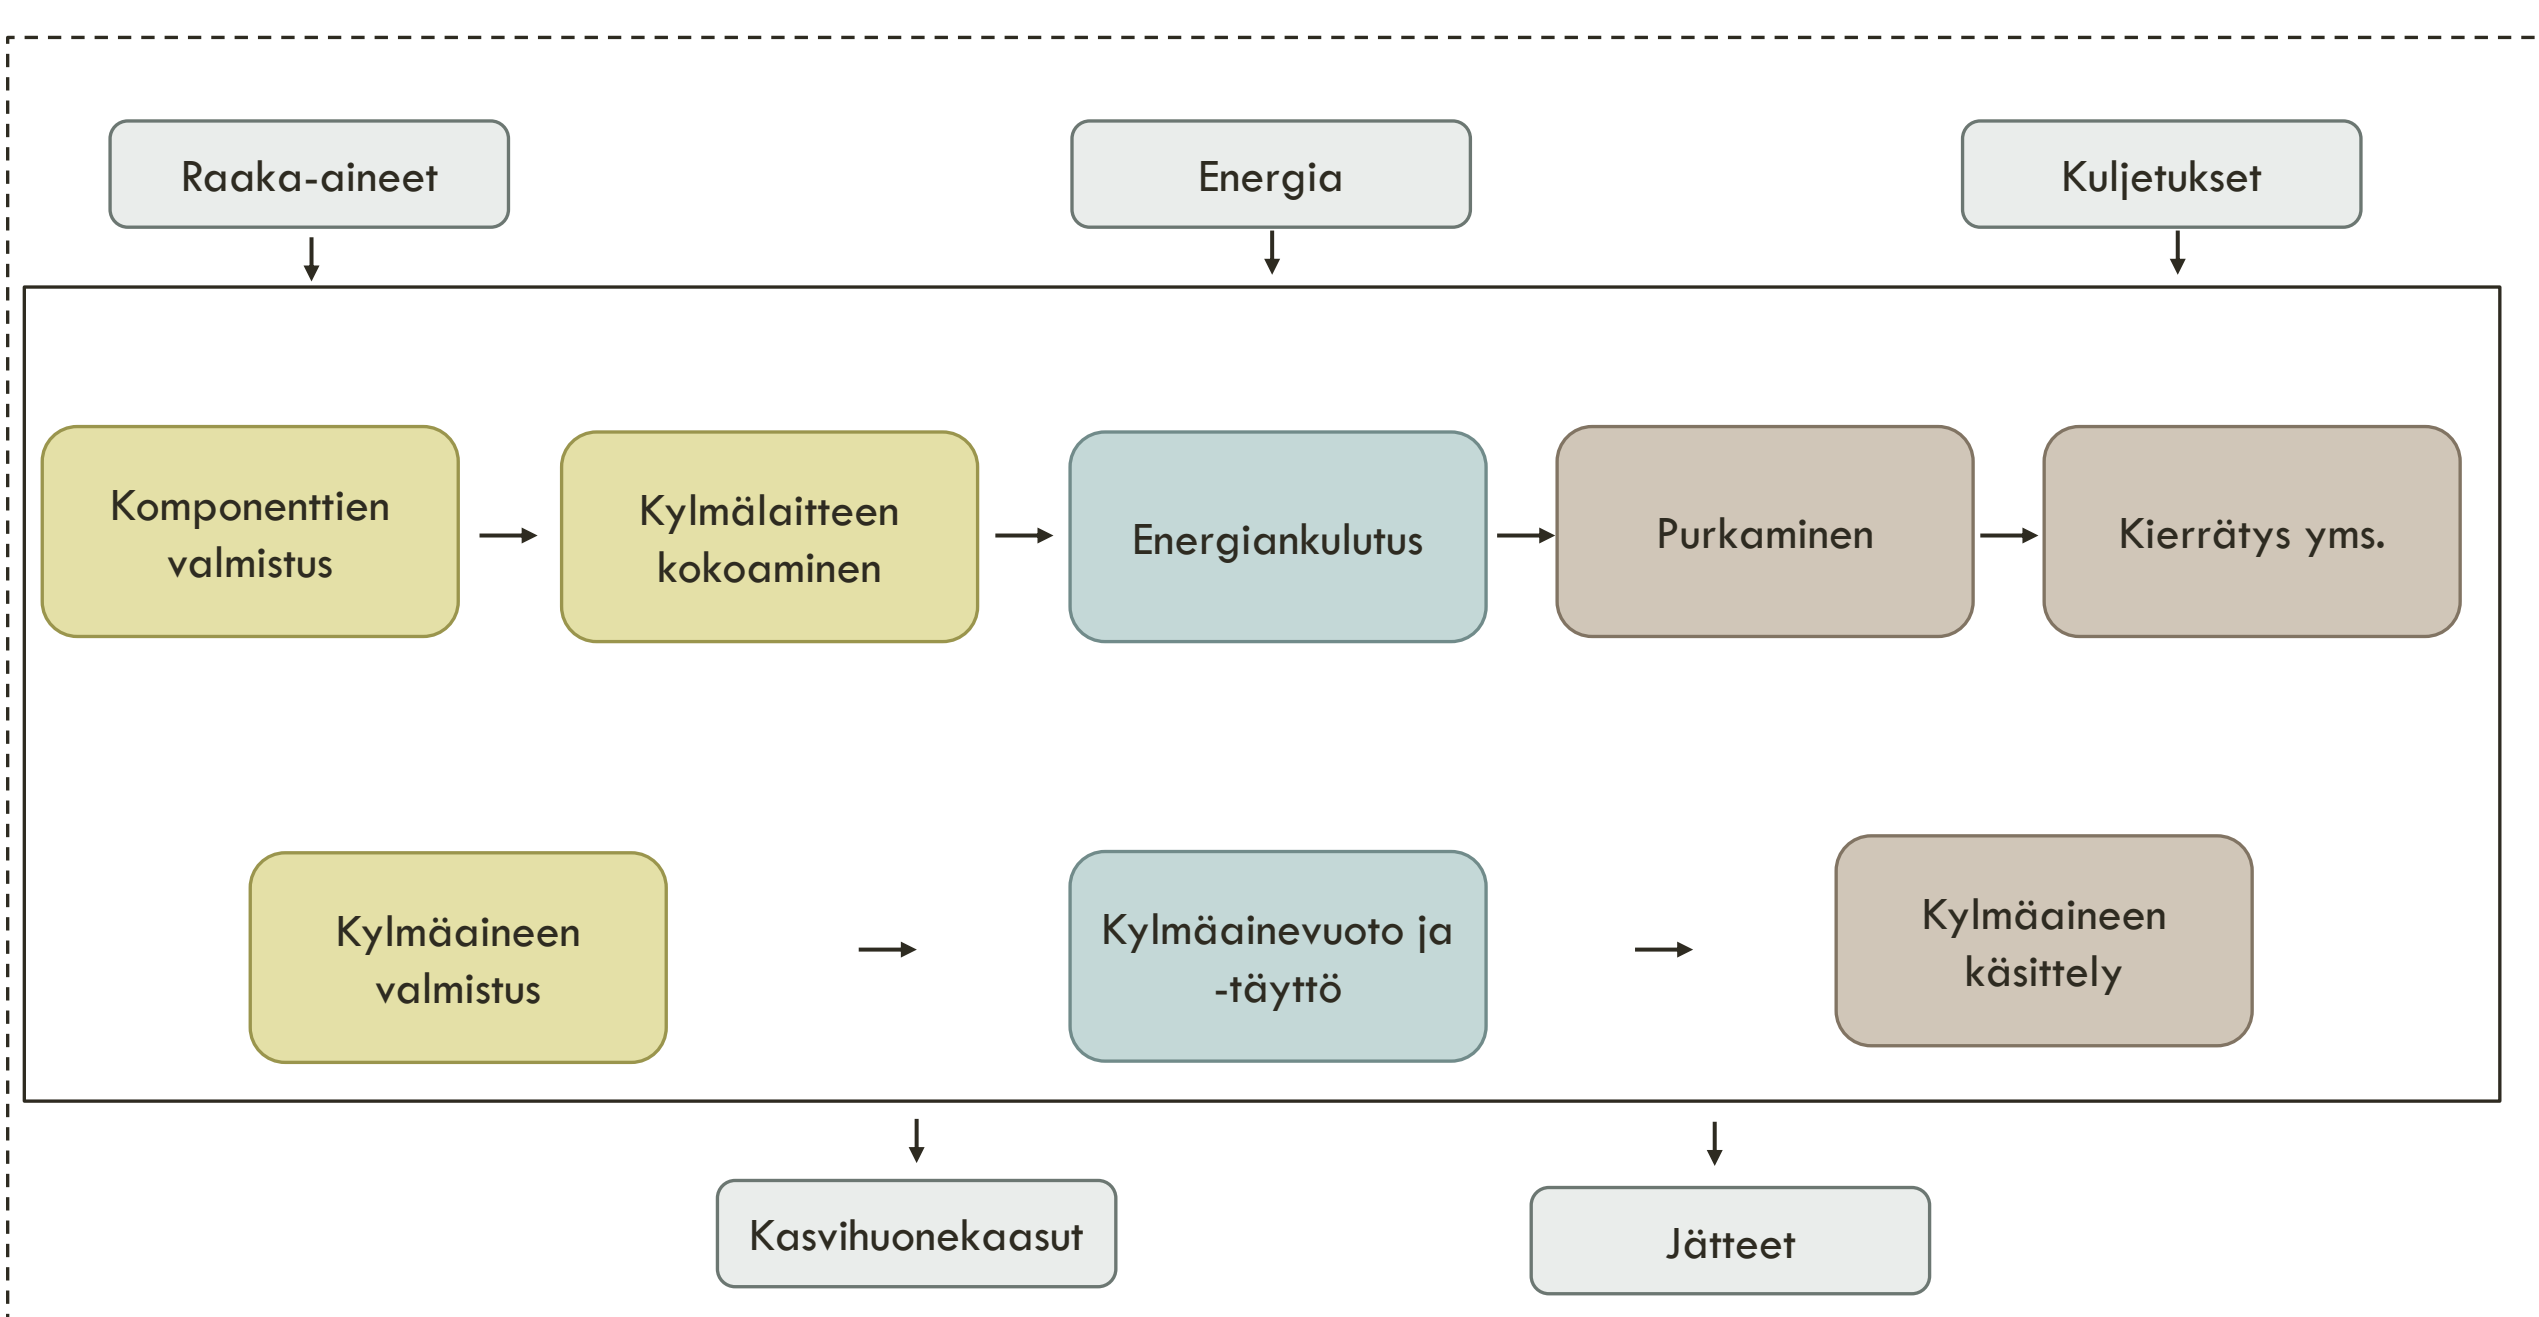 Raaka-aineet
Energia
Kuljetukset
Komponenttien
valmistus
Kylmälaitteen
kokoaminen
Energiankulutus
Purkaminen
Kierrätys yms.
Kylmäaineen
valmistus
Kylmäainevuoto ja
-täyttö
Kylmäaineen
käsittely
Kasvihuonekaasut
Jätteet